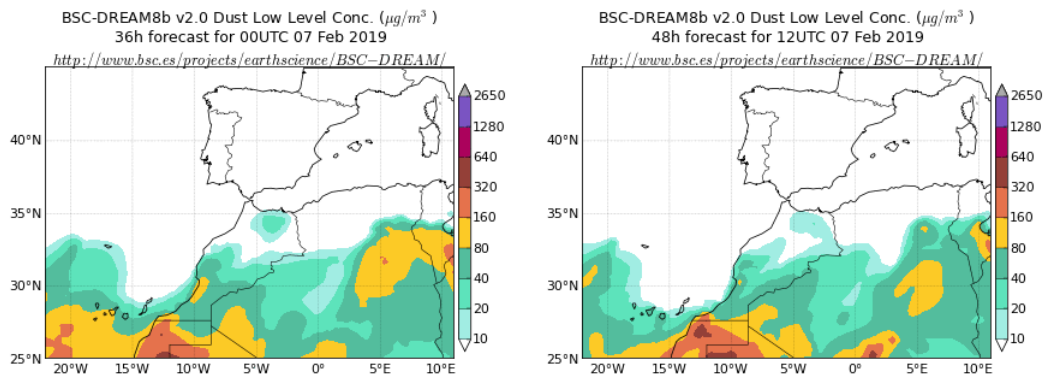 BSC-DREAM8b v2.0 Dust Low Level Conc. (μg/m³ )
36h forecast for 00UTC 07 Feb 2019
http://www.bsc.es/projects/earthscience/BSC−DREAM/
40°N
35°N
30°N
25°N
20°W
15°W
10°W
5°W
0°
5°E
10°E
2650
1280
640
320
160
80
40
20
10
BSC-DREAM8b v2.0 Dust Low Level Conc. (μg/m³ )
48h forecast for 12UTC 07 Feb 2019
http://www.bsc.es/projects/earthscience/BSC−DREAM/
40°N
35°N
30°N
25°N
20°W
15°W
10°W
5°W
0°
5°E
10°E
2650
1280
640
320
160
80
40
20
10